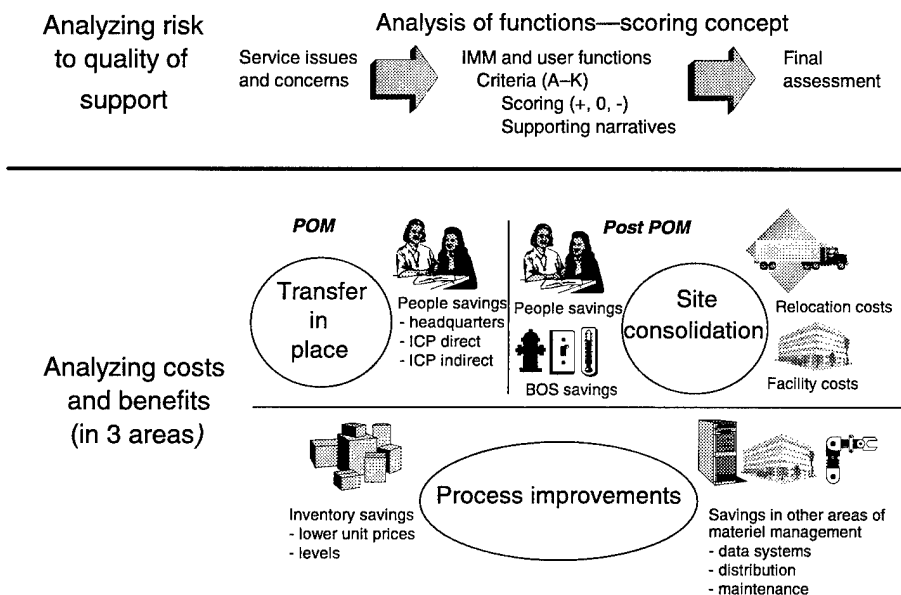 Analyzing risk
to quality of
support
Analysis of functions—scoring concept
Service issues
and concerns
IMM and user functions
Criteria (A–K)
Scoring (+, 0, -)
Supporting narratives
Final
assessment
Analyzing costs
and benefits
(in 3 areas)
POM
Transfer
in
place
People savings
- headquarters
- ICP direct
- ICP indirect
Post POM
People savings
BOS savings
Site
consolidation
Relocation costs
Facility costs
Inventory savings
- lower unit prices
- levels
Process improvements
Savings in other areas of
materiel management
- data systems
- distribution
- maintenance